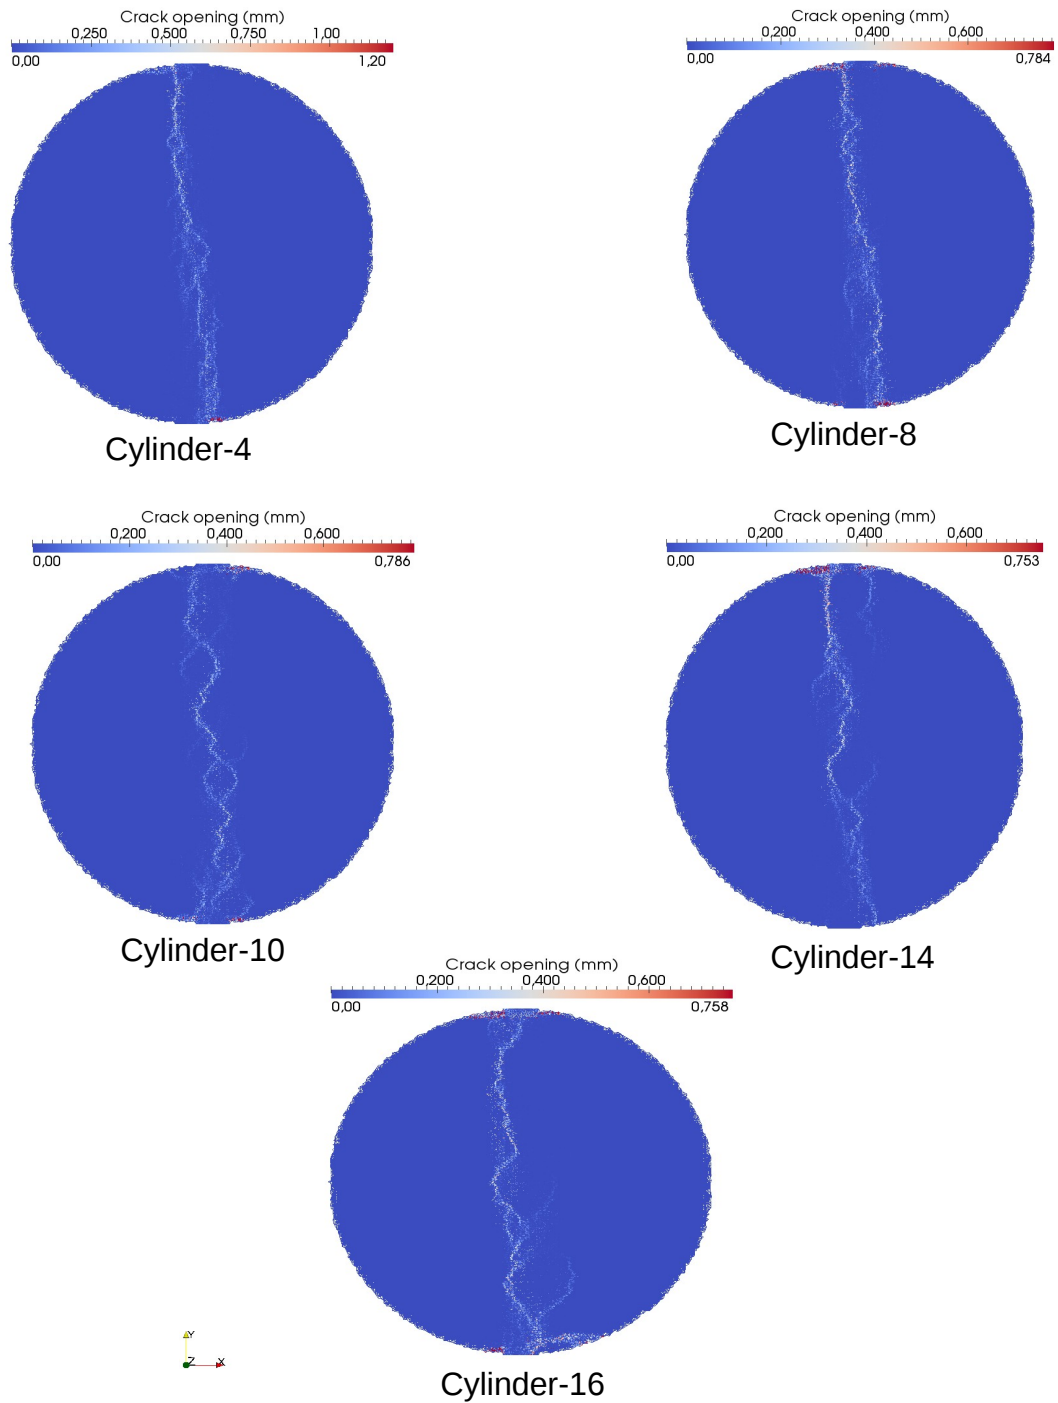 Crack opening (mm)
0,250 0,500 0,750 1,00
0,00 1,20
Cylinder-4
Crack opening (mm)
0,200 0,400 0,600
0,00 0,784
Cylinder-8
Crack opening (mm)
0,200 0,400 0,600
0,00 0,786
Cylinder-10
Crack opening (mm)
0,200 0,400 0,600
0,00 0,753
Cylinder-14
Crack opening (mm)
0,200 0,400 0,600
0,00 0,758
Cylinder-16
Y
Z X